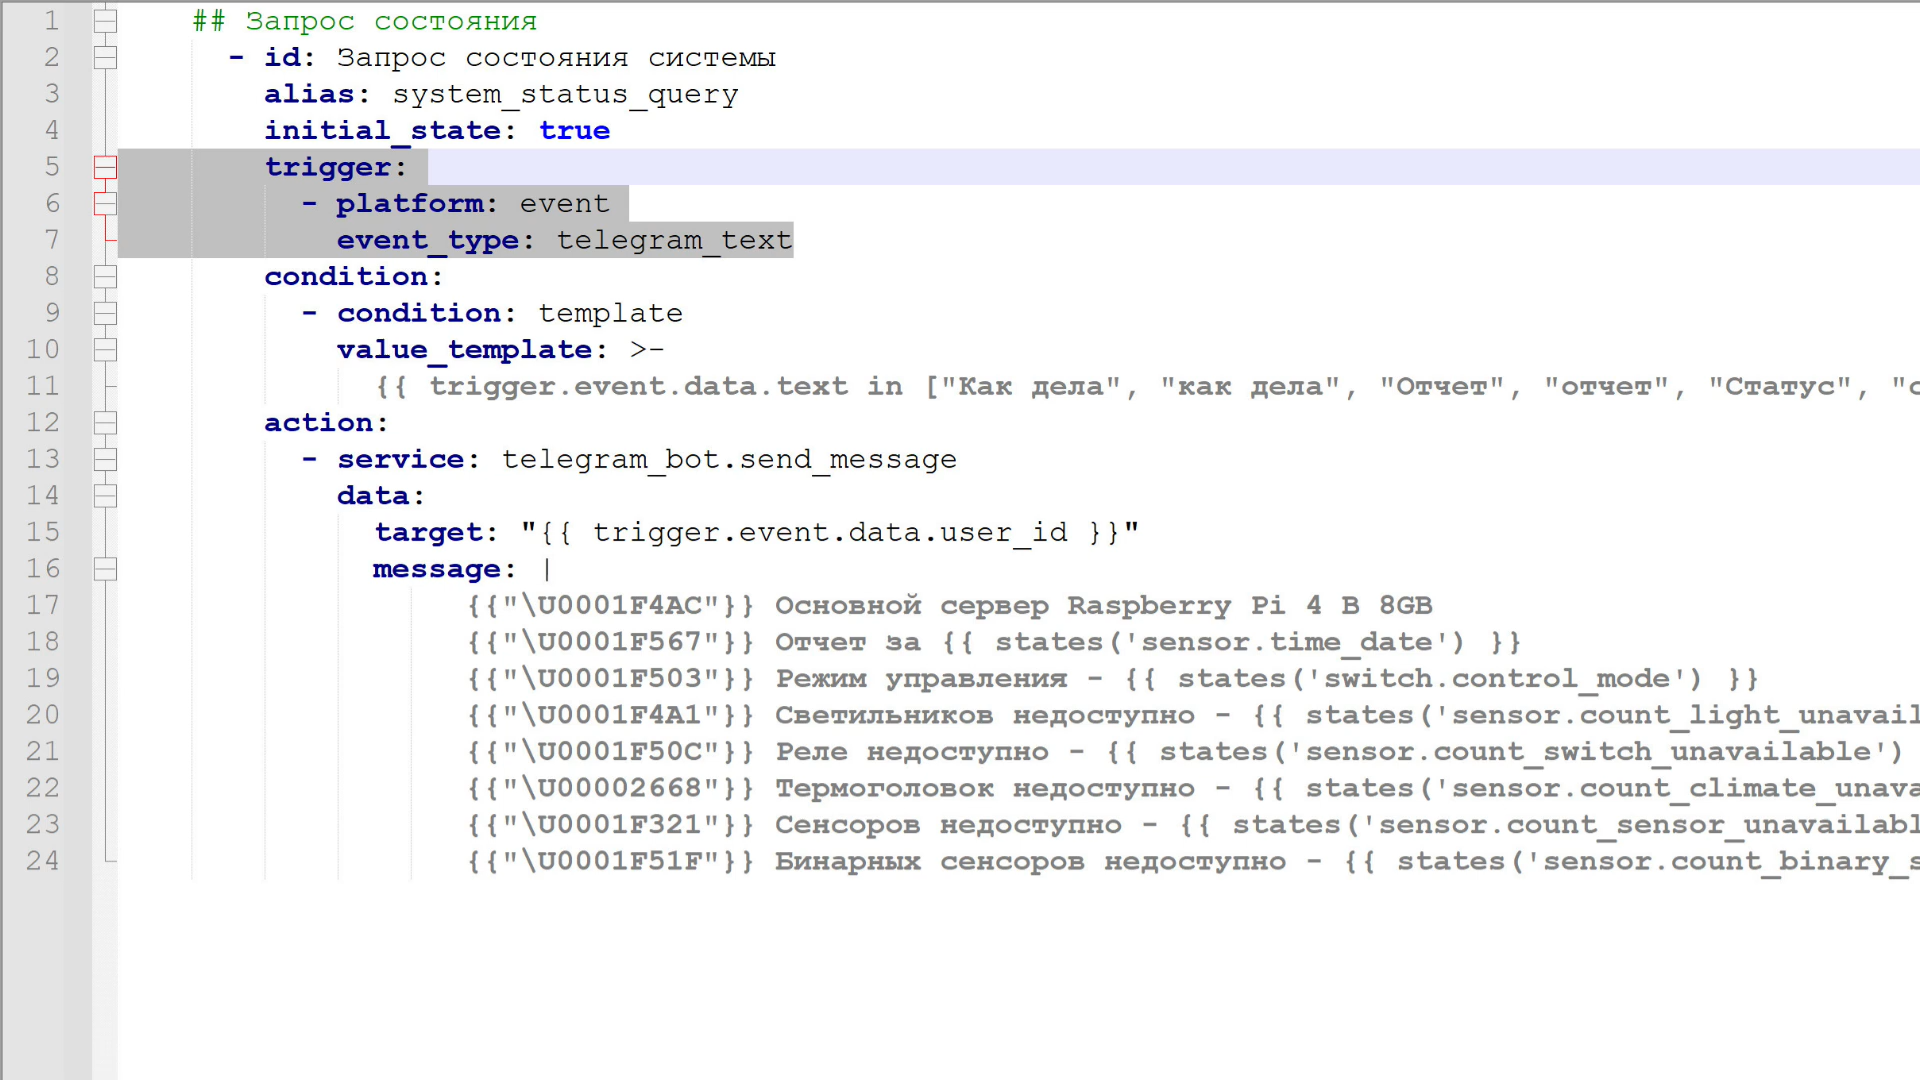 1 ## Запрос состояния
2 - id: Запрос состояния системы
3 alias: system_status_query
4 initial_state: true
5 trigger:
6 - platform: event
7 event_type: telegram_text
8 condition:
9 - condition: template
10 value_template: >-
11 {{ trigger.event.data.text in ["Как дела", "как дела", "Отчет", "отчет", "Статус", "с
12 action:
13 - service: telegram_bot.send_message
14 data:
15 target: "{{ trigger.event.data.user_id }}"
16 message: |
17 {{"\U0001F4AC"}} Основной сервер Raspberry Pi 4 B 8GB
18 {{"\U0001F567"}} Отчет за {{ states('sensor.time_date') }}
19 {{"\U0001F503"}} Режим управления - {{ states('switch.control_mode') }}
20 {{"\U0001F4A1"}} Светильников недоступно - {{ states('sensor.count_light_unavail
21 {{"\U0001F50C"}} Реле недоступно - {{ states('sensor.count_switch_unavailable')
22 {{"\U00002668"}} Термоголовок недоступно - {{ states('sensor.count_climate_unava
23 {{"\U0001F321"}} Сенсоров недоступно - {{ states('sensor.count_sensor_unavailabl
24 {{"\U0001F51F"}} Бинарных сенсоров недоступно - {{ states('sensor.count_binary_s